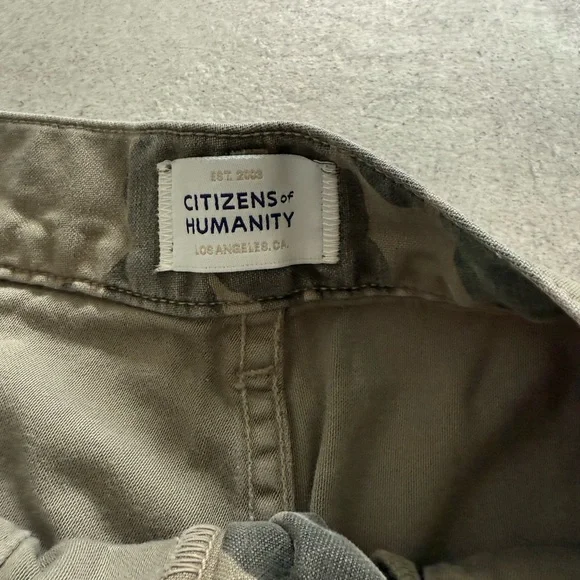 EST. 2003
CITIZENS of
HUMANITY
LOS ANGELES, CA.